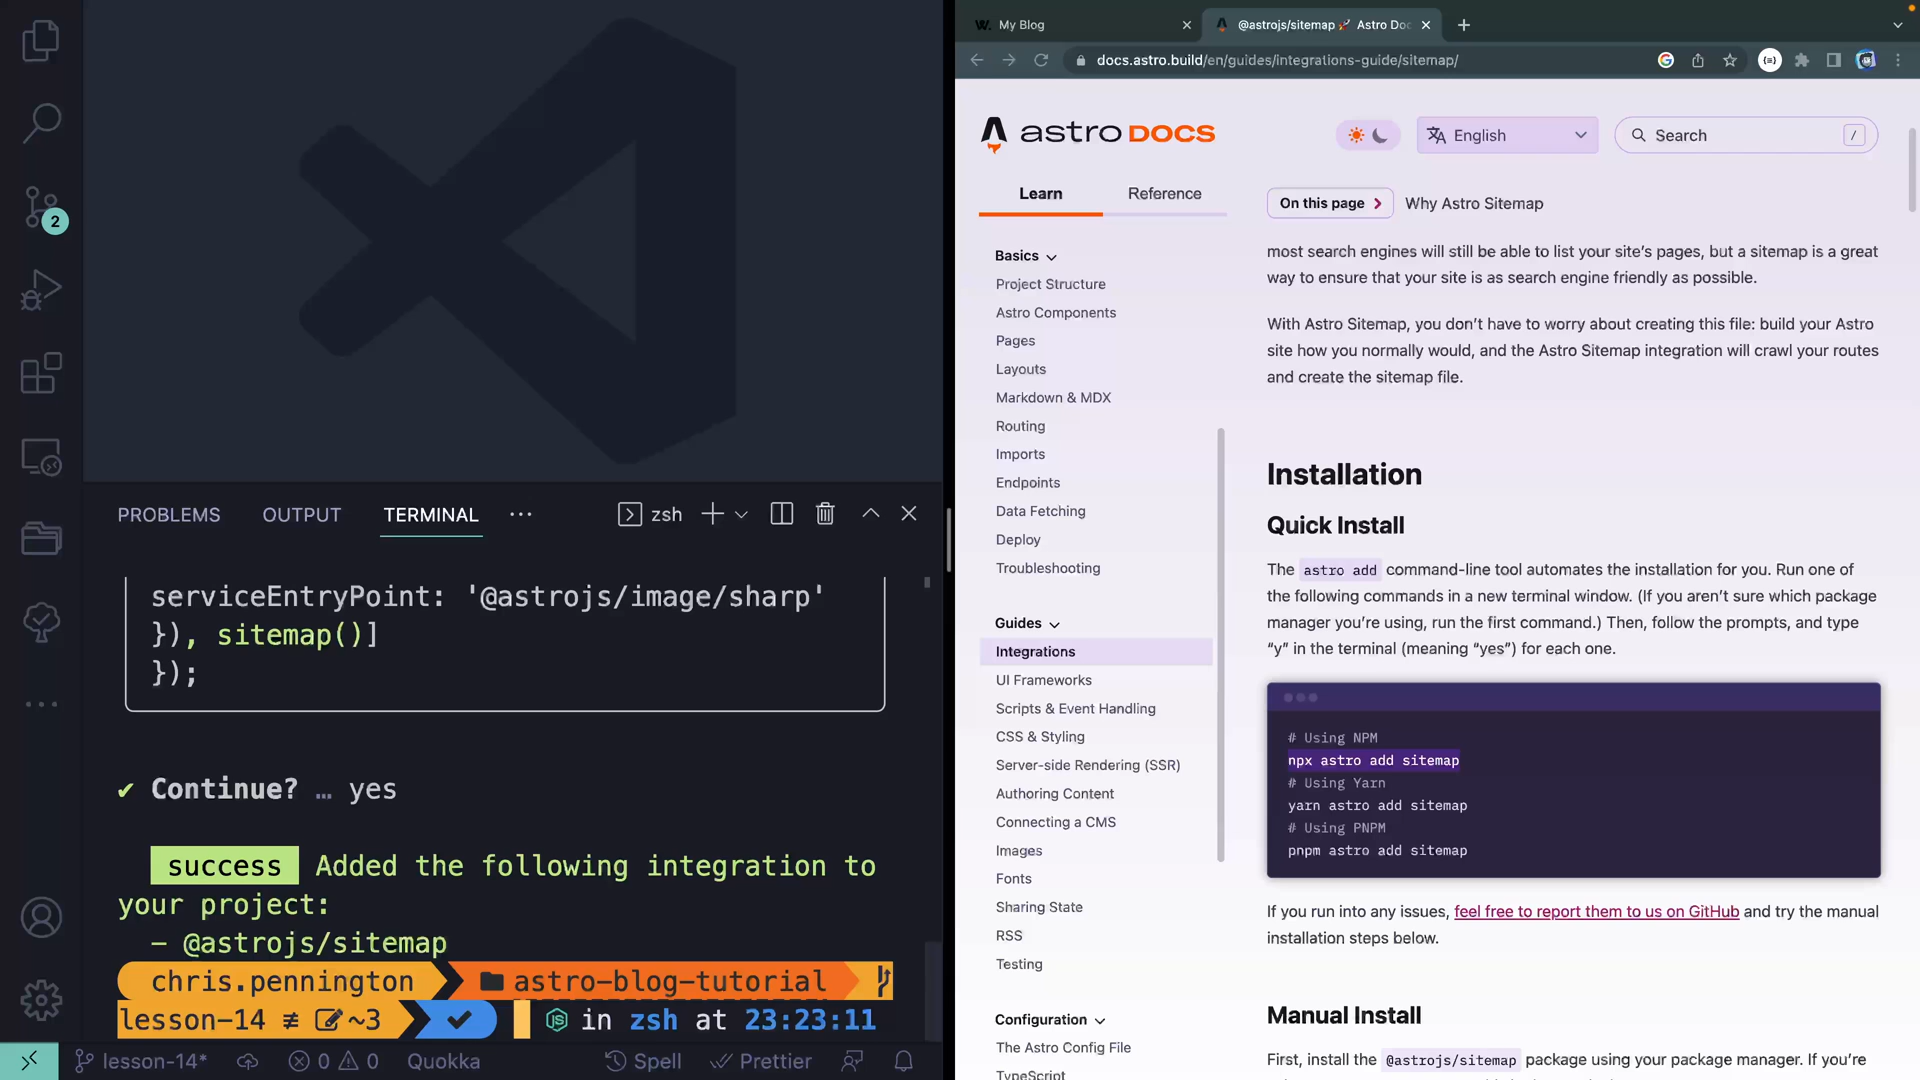 2
PROBLEMS OUTPUT TERMINAL ··· zsh
serviceEntryPoint: '@astrojs/image/sharp'
}), sitemap()]
});
✔ Continue? … yes
success Added the following integration to
your project:
– @astrojs/sitemap
chris.pennington astro-blog-tutorial
lesson-14 ≢ ~3 ✔ in zsh at 23:23:11
lesson-14* 0 0 Quokka Spell Prettier
My Blog
@astrojs/sitemap 🚀 Astro Doc
docs.astro.build/en/guides/integrations-guide/sitemap/
astro DOCS
English
Search /
Learn Reference
Basics
Project Structure
Astro Components
Pages
Layouts
Markdown & MDX
Routing
Imports
Endpoints
Data Fetching
Deploy
Troubleshooting
Guides
Integrations
UI Frameworks
Scripts & Event Handling
CSS & Styling
Server-side Rendering (SSR)
Authoring Content
Connecting a CMS
Images
Fonts
Sharing State
RSS
Testing
Configuration
The Astro Config File
TypeScript
On this page Why Astro Sitemap
most search engines will still be able to list your site’s pages, but a sitemap is a great
way to ensure that your site is as search engine friendly as possible.
With Astro Sitemap, you don’t have to worry about creating this file: build your Astro
site how you normally would, and the Astro Sitemap integration will crawl your routes
and create the sitemap file.
Installation
Quick Install
The astro add command-line tool automates the installation for you. Run one of
the following commands in a new terminal window. (If you aren’t sure which package
manager you’re using, run the first command.) Then, follow the prompts, and type
“y” in the terminal (meaning “yes”) for each one.
# Using NPM
npx astro add sitemap
# Using Yarn
yarn astro add sitemap
# Using PNPM
pnpm astro add sitemap
If you run into any issues, feel free to report them to us on GitHub and try the manual
installation steps below.
Manual Install
First, install the @astrojs/sitemap package using your package manager. If you’re